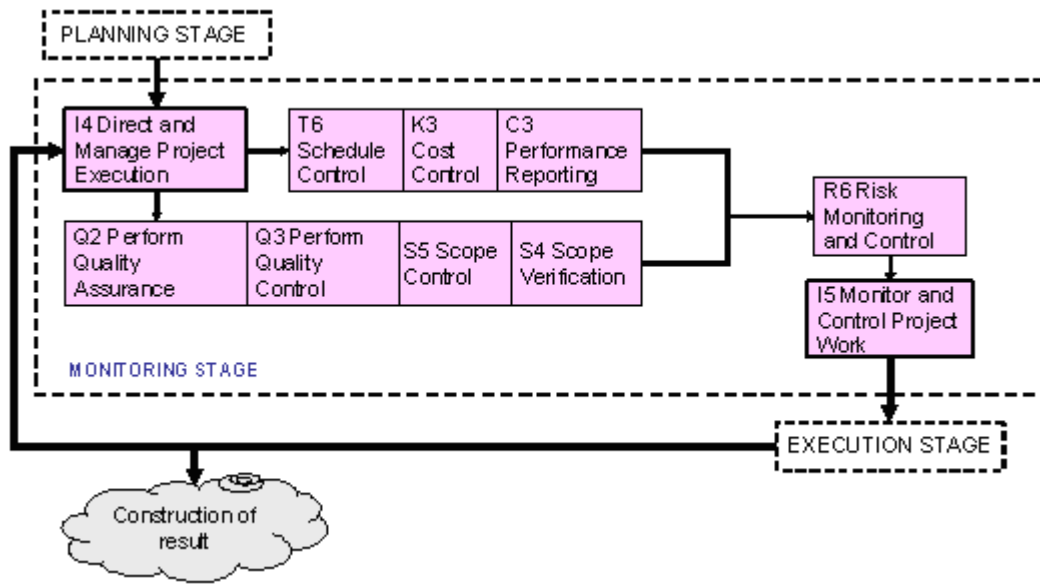 PLANNING STAGE
I4 Direct and
Manage Project
Execution
T6
Schedule
Control
K3
Cost
Control
C3
Performance
Reporting
R6 Risk
Monitoring
and Control
Q2 Perform
Quality
Assurance
Q3 Perform
Quality
Control
S5 Scope
Control
S4 Scope
Verification
I5 Monitor and
Control Project
Work
MONITORING STAGE
EXECUTION STAGE
Construction of
result